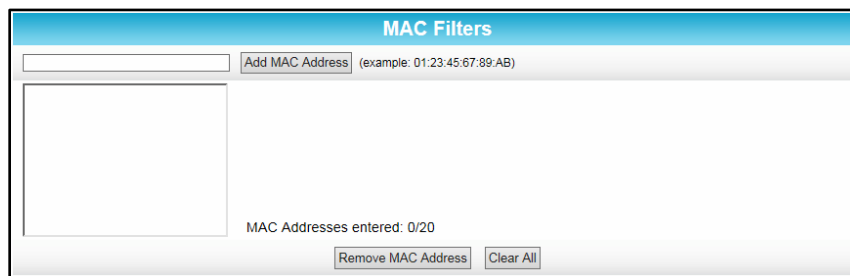 MAC Filters
Add MAC Address (example: 01:23:45:67:89:AB)
MAC Addresses entered: 0/20
Remove MAC Address Clear All